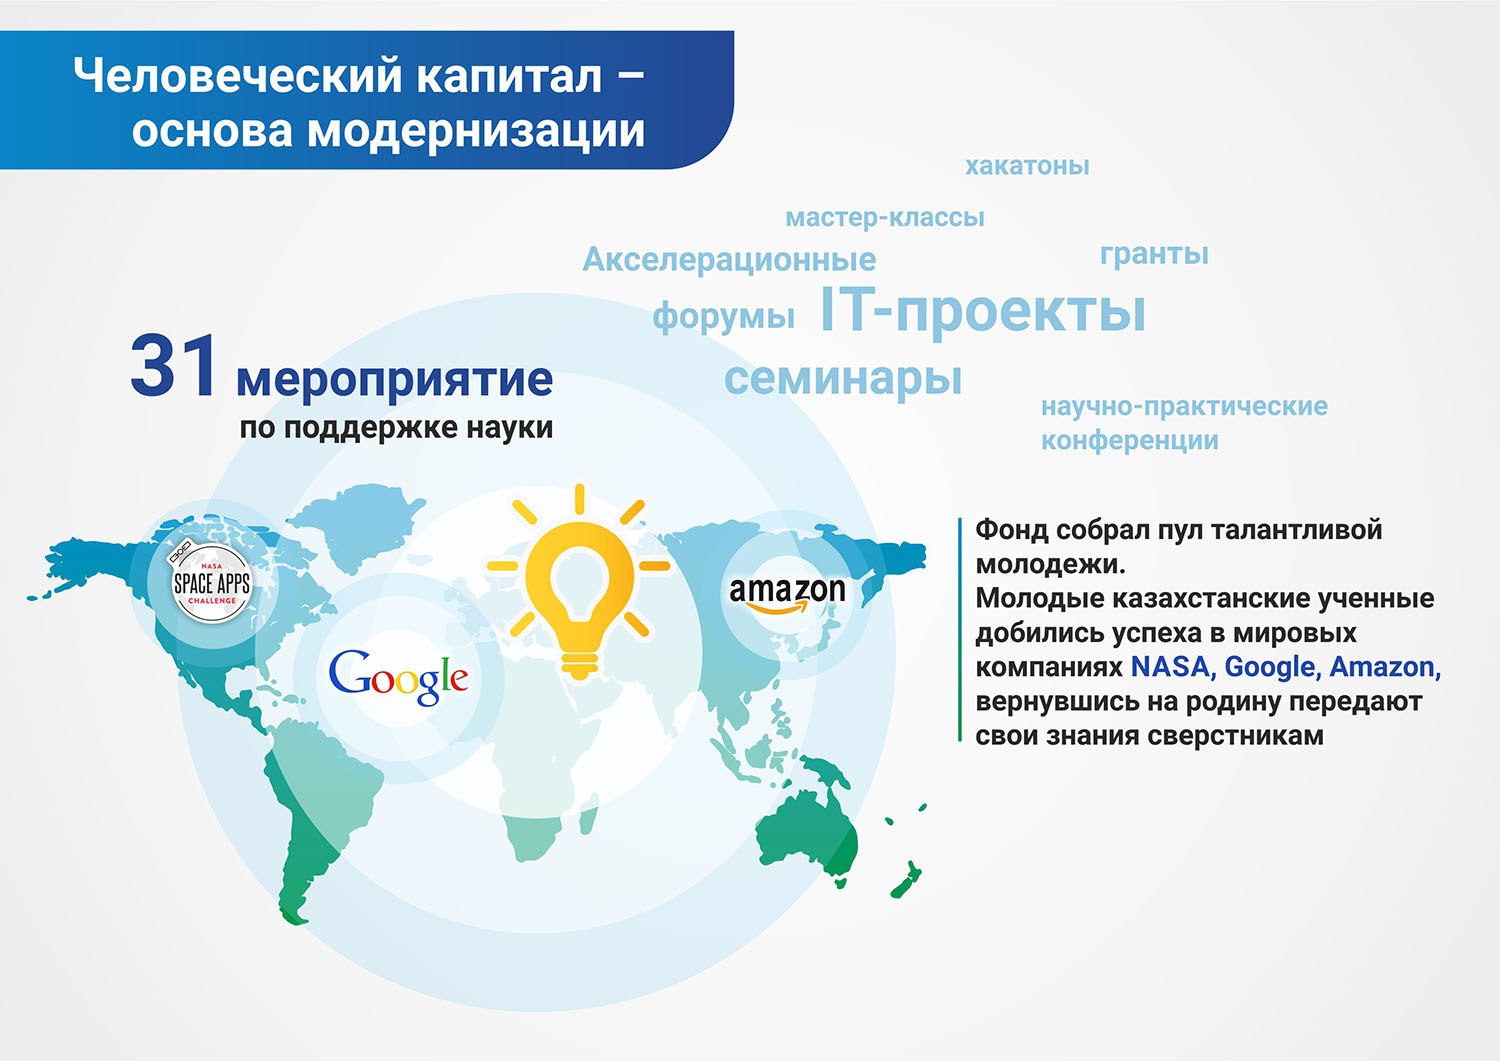 Человеческий капитал –
основа модернизации
хакатоны
мастер-классы
Акселерационные
гранты
форумы IT-проекты
семинары
научно-практические
конференции
31 мероприятие
по поддержке науки
NASA
SPACE APPS
CHALLENGE
Google
amazon
Фонд собрал пул талантливой
молодежи.
Молодые казахстанские ученные
добились успеха в мировых
компаниях NASA, Google, Amazon,
вернувшись на родину передают
свои знания сверстникам